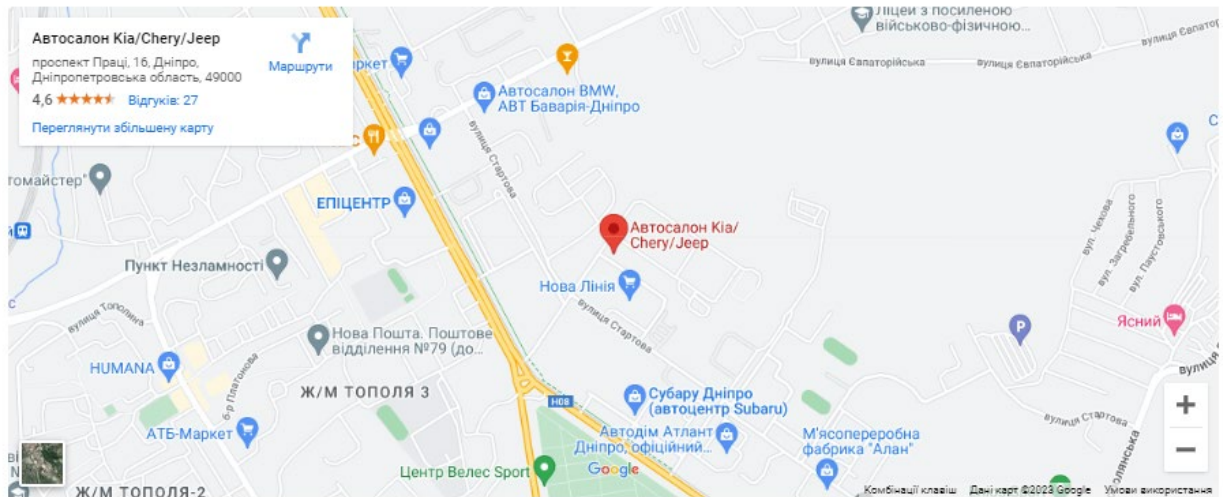 Автосалон Kia/Chery/Jeep
проспект Праці, 16, Дніпро,
Дніпропетровська область, 49000
Маршрути
4,6
Відгуків: 27
Переглянути збільшену карту
Ліцей з посиленою
військово-фізичною...
вулиця Євпаторійська
вулиця Євпаторійська
Автосалон BMW,
АВТ Баварія-Дніпро
вулиця Стартова
ЕПІЦЕНТР
Автосалон Kia/
Chery/Jeep
вул. Чехова
вул. Загребельного
вул. Паустовського
Пункт Незламності
Нова Лінія
вулиця Стартова
вулиця Тополина
Нова Пошта. Поштове
відділення №79 (до...
Ясний
HUMANA
б-р Платонова
Ж/М ТОПОЛЯ 3
H08
Субару Дніпро
(автоцентр Subaru)
вулиця Стартова
АТБ-Маркет
Автодім Атлант
Дніпро, офіційний...
М'ясопереробна
фабрика "Алан"
Центр Велес Sport
Google
Ж/М ТОПОЛЯ-2
P
+
−
Комбінації клавіш
Дані карт ©2023 Google
Умови використання